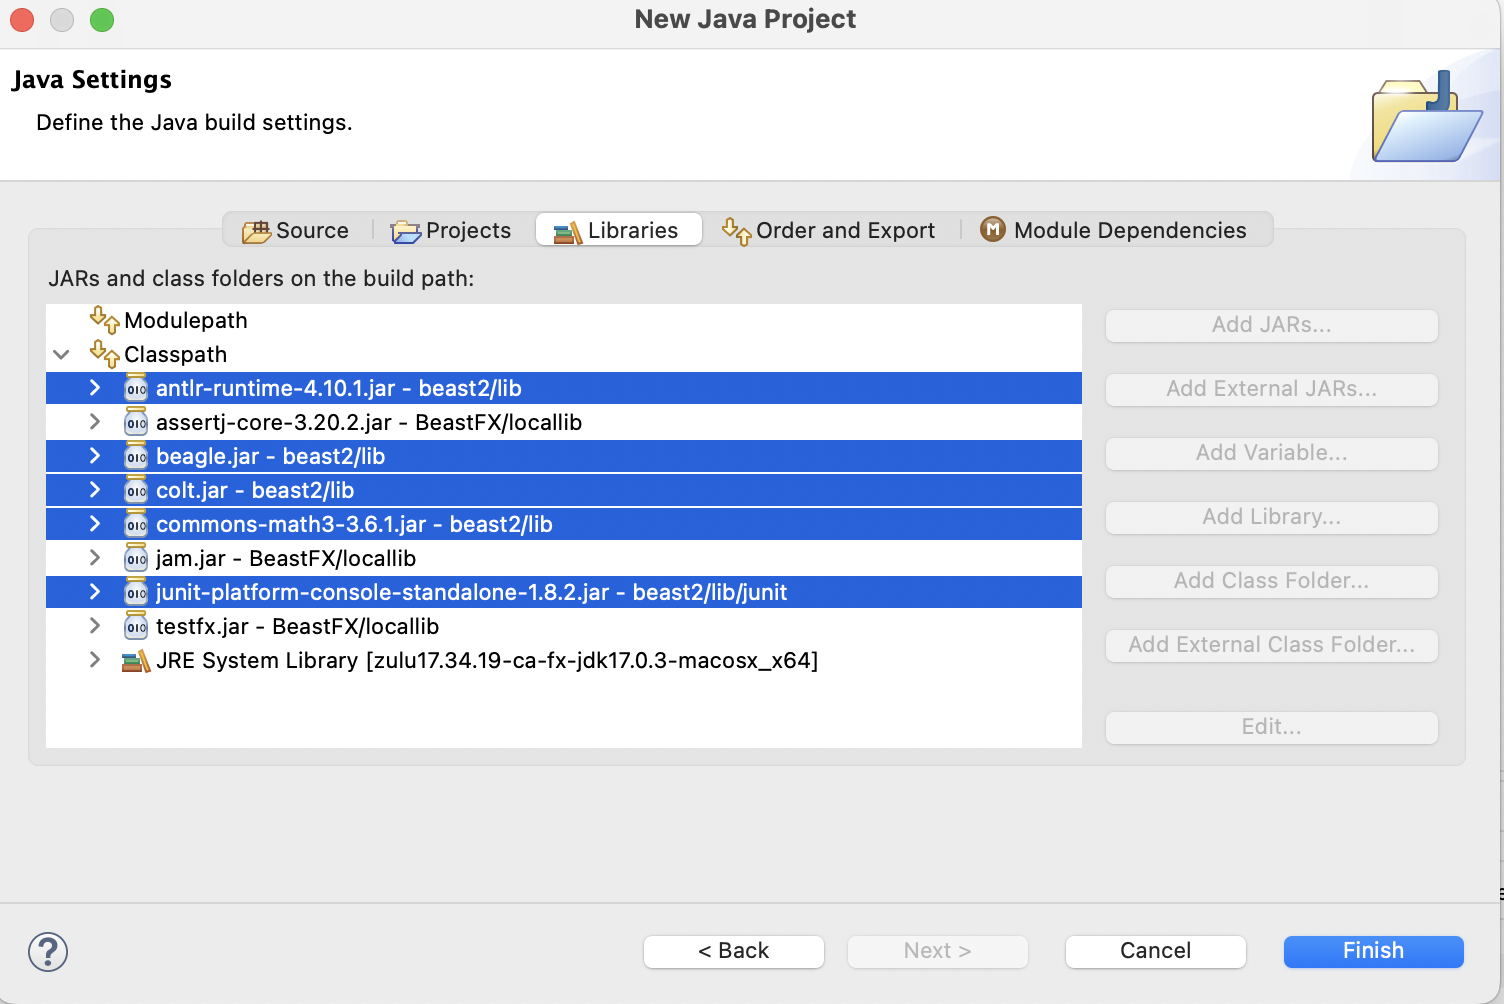 New Java Project
Java Settings
Define the Java build settings.
Source
Projects
Libraries
Order and Export
M
Module Dependencies
JARs and class folders on the build path:
Modulepath
Classpath
antlr-runtime-4.10.1.jar - beast2/lib
assertj-core-3.20.2.jar - BeastFX/locallib
beagle.jar - beast2/lib
colt.jar - beast2/lib
commons-math3-3.6.1.jar - beast2/lib
jam.jar - BeastFX/locallib
junit-platform-console-standalone-1.8.2.jar - beast2/lib/junit
testfx.jar - BeastFX/locallib
JRE System Library [zulu17.34.19-ca-fx-jdk17.0.3-macosx_x64]
Add JARs...
Add External JARs...
Add Variable...
Add Library...
Add Class Folder...
Add External Class Folder...
Edit...
?
< Back
Next >
Cancel
Finish